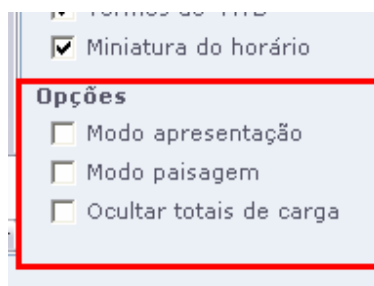 Miniatura do horário
Opções
Modo apresentação
Modo paisagem
Ocultar totais de carga